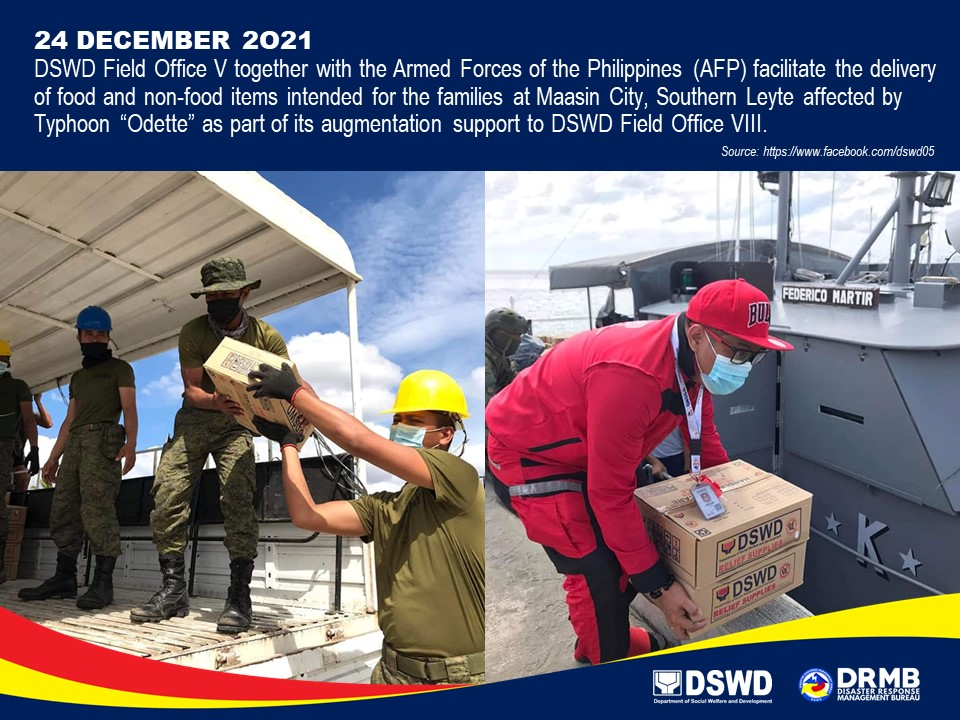 24 DECEMBER 2O21
DSWD Field Office V together with the Armed Forces of the Philippines (AFP) facilitate the delivery
of food and non-food items intended for the families at Maasin City, Southern Leyte affected by
Typhoon “Odette” as part of its augmentation support to DSWD Field Office VIII.
Source: https://www.facebook.com/dswd05
FEDERICO MARTIR
BUL
K
DSWD
RELIEF SUPPLIES
DSWD
RELIEF SUPPLIES
DSWD
Department of Social Welfare and Development
DRMB
DISASTER RESPONSE
MANAGEMENT BUREAU